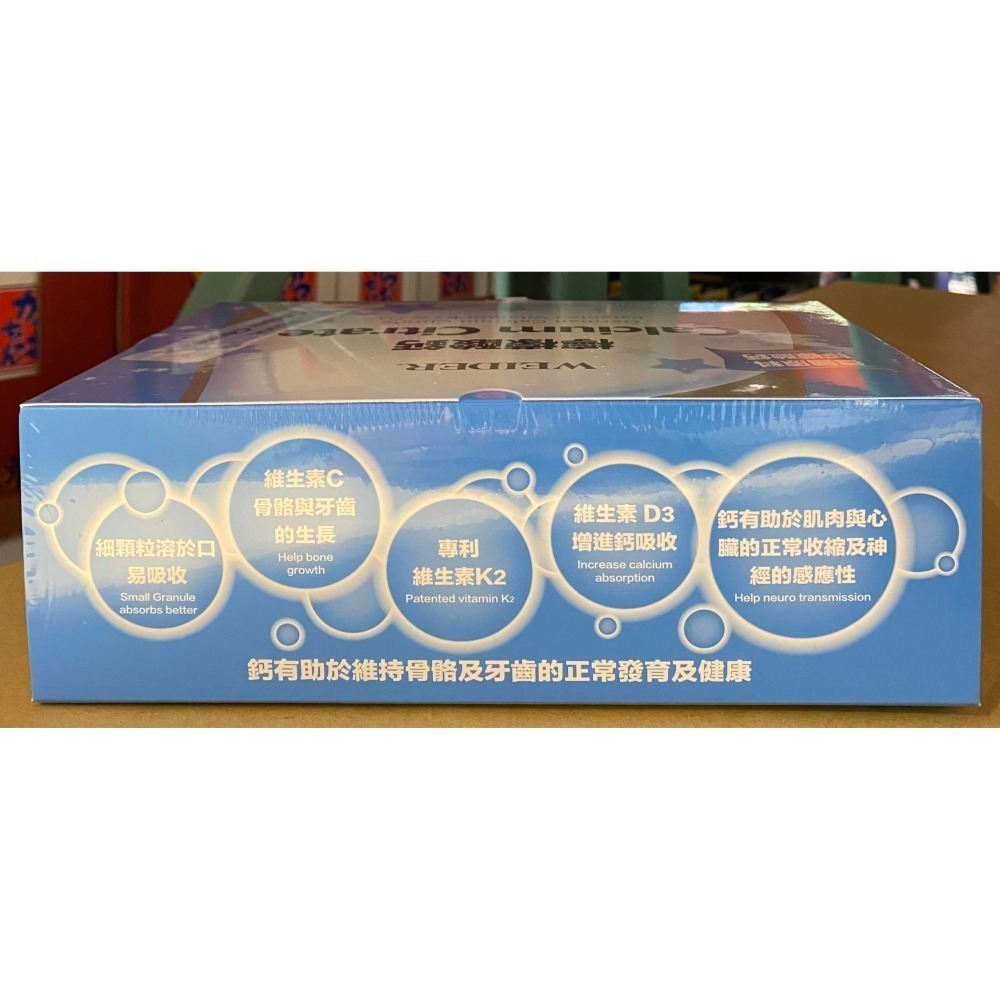 WEIDER
檸檬酸鈣
Calcium Citrate
細顆粒溶於口
易吸收
Small Granule
absorbs better
維生素C
骨骼與牙齒
的生長
Help bone
growth
專利
維生素K2
Patented vitamin K2
維生素 D3
增進鈣吸收
Increase calcium
absorption
鈣有助於肌肉與心
臟的正常收縮及神
經的感應性
Help neuro transmission
鈣有助於維持骨骼及牙齒的正常發育及健康